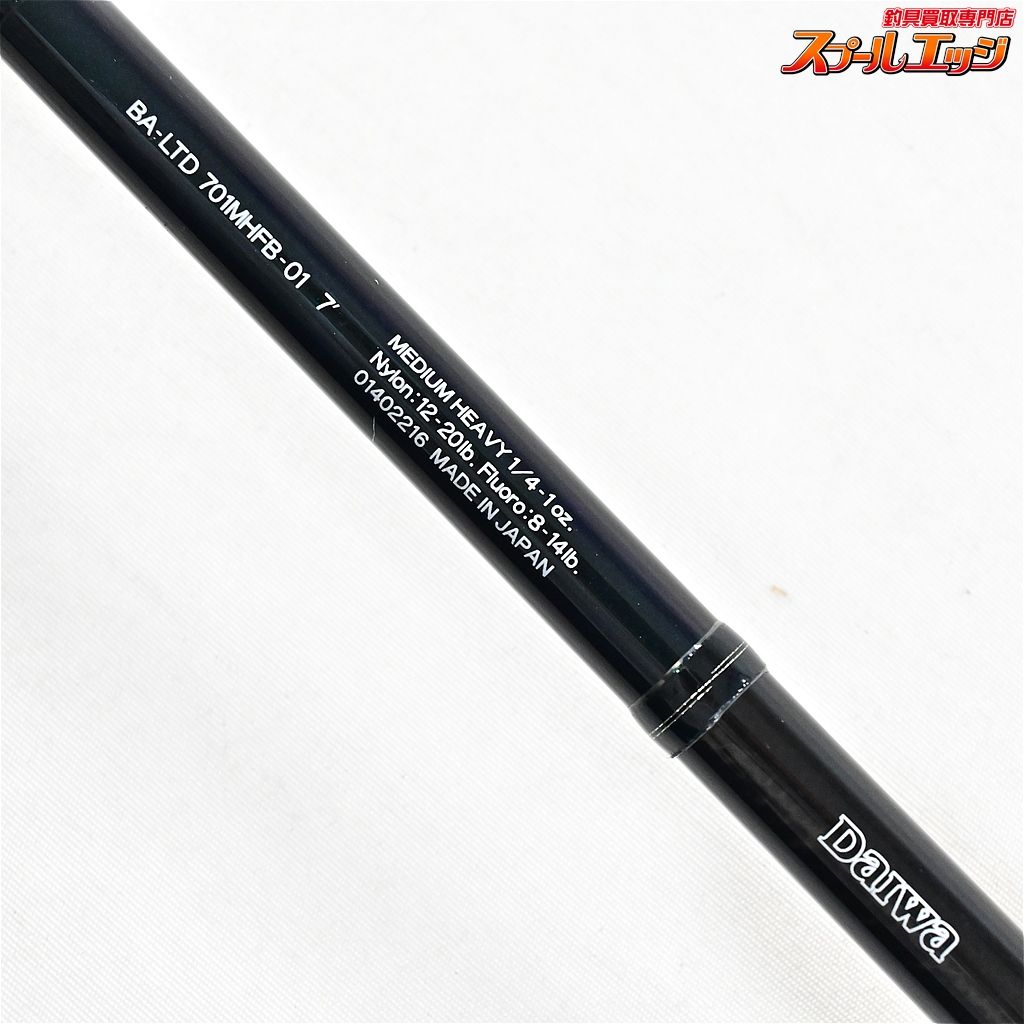 釣具買取専門店
スプールエッジ
BA-LTD 701MHFB-01 7'
MEDIUM HEAVY 1/4-1oz.
Nylon:12-20lb. Fluoro:8-14lb.
01402216 MADE IN JAPAN
Daiwa